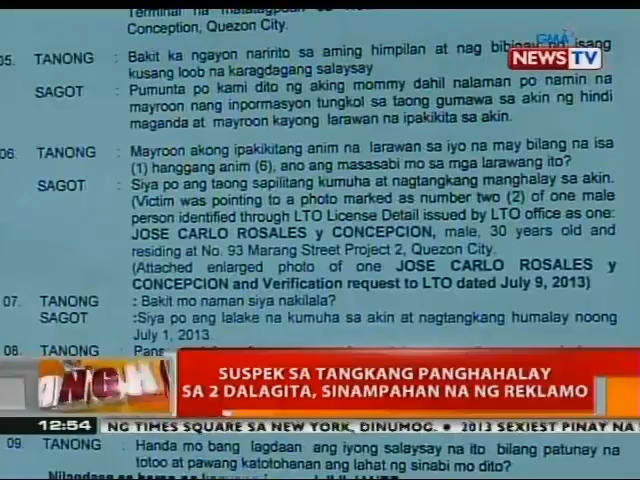 Terminal na matatagpuan sa
Conception, Quezon City.
05. TANONG : Bakit ka ngayon naririto sa aming himpilan at nag bibigay ng isang
kusang loob na karagdagang salaysay
SAGOT : Pumunta po kami dito ng aking mommy dahil nalaman po namin na
mayroon nang inpormasyon tungkol sa taong gumawa sa akin ng hindi
maganda at mayroon kayong larawan na ipakikita sa akin.
06. TANONG : Mayroon akong ipakikitang anim na larawan sa iyo na may bilang na isa
(1) hanggang anim (6), ano ang masasabi mo sa mga larawang ito?
SAGOT : Siya po ang taong sapilitang kumuha at nagtangkang manghalay sa akin.
(Victim was pointing to a photo marked as number two (2) of one male
person identified through LTO License Detail issued by LTO office as one:
JOSE CARLO ROSALES y CONCEPCION, male, 30 years old and
residing at No. 93 Marang Street Project 2, Quezon City.
(Attached enlarged photo of one JOSE CARLO ROSALES y
CONCEPCION and Verification request to LTO dated July 9, 2013)
07. TANONG : Bakit mo naman siya nakilala?
SAGOT :Siya po ang lalake na kumuha sa akin at nagtangkang humalay noong
July 1, 2013.
08. TANONG :
GMA
NEWS TV
SUSPEK SA TANGKANG PANGHAHALAY
SA 2 DALAGITA, SINAMPAHAN NA NG REKLAMO
12:54 NG TIMES SQUARE SA NEW YORK, DINUMOG. • 2013 SEXIEST PINAY NA
09. TANONG : Handa mo bang lagdaan ang iyong salaysay na ito bilang patunay na
totoo at pawang katotohanan ang lahat ng sinabi mo dito?